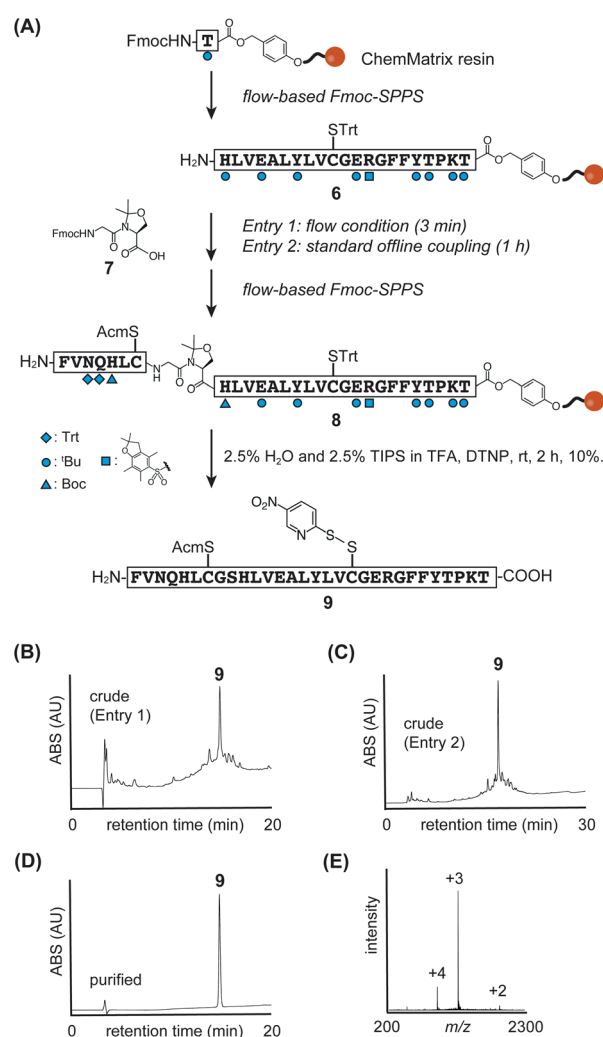 (A)
FmocHN
T
O
O
O
ChemMatrix resin
flow-based Fmoc-SPPS
STrt
H₂N-
HLVEALYLVCGERGFFYTPKT
O
O
O
6
O
N
FmocHN
O
O
OH
7
Entry 1: flow condition (3 min)
Entry 2: standard offline coupling (1 h)
flow-based Fmoc-SPPS
AcmS
H₂N-
FVNQHLC
N
H
O
N
O
O
STrt
HLVEALYLVCGERGFFYTPKT
O
O
O
8
: Trt
: ᵗBu
: Boc
:
O
S
O
O
2.5% H₂O and 2.5% TIPS in TFA, DTNP, rt, 2 h, 10%.
O₂N
N
S
S
AcmS
H₂N-
FVNQHLCGSHLVEALYLVCGERGFFYTPKT
-COOH
9
(B)
ABS (AU)
crude
(Entry 1)
9
0
retention time (min)
20
(C)
ABS (AU)
crude
(Entry 2)
9
0
retention time (min)
30
(D)
ABS (AU)
purified
9
0
retention time (min)
20
(E)
intensity
+3
+4
+2
200
m/z
2300